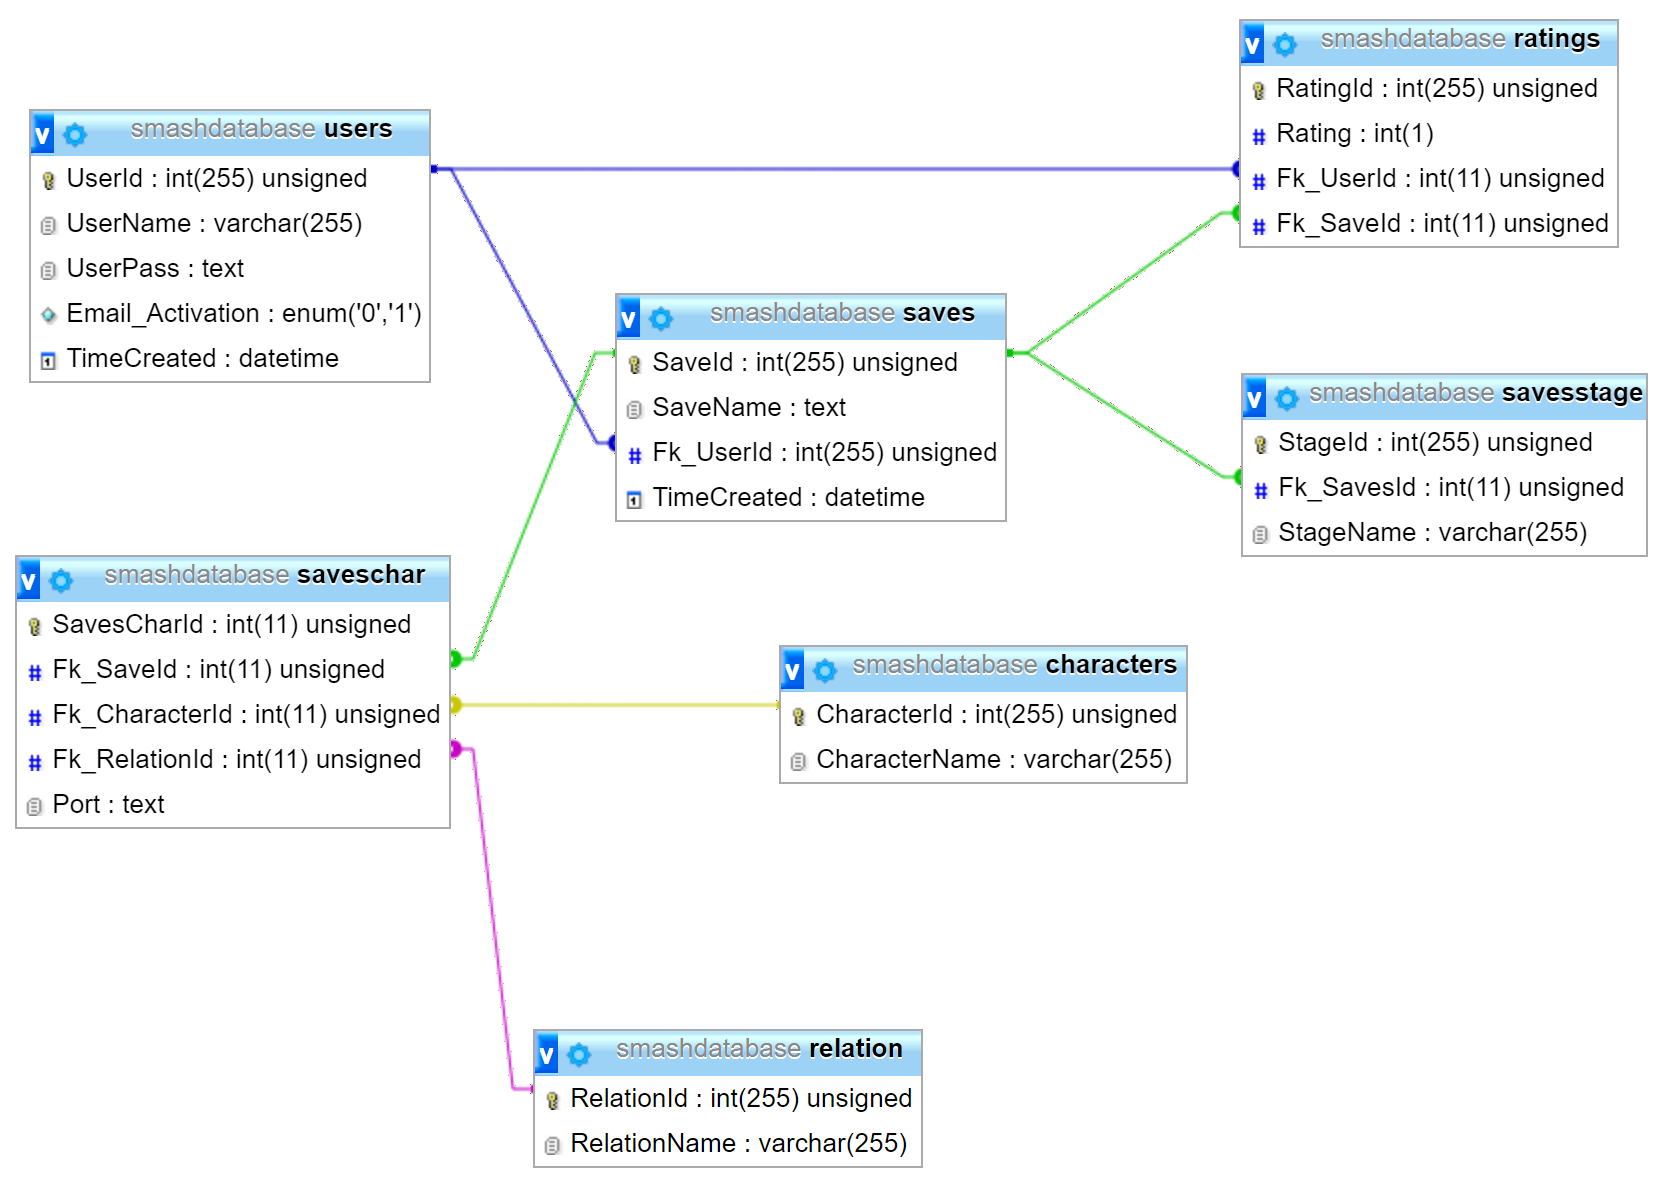 v smashdatabase users
UserId : int(255) unsigned
UserName : varchar(255)
UserPass : text
Email_Activation : enum('0','1')
TimeCreated : datetime
v smashdatabase ratings
RatingId : int(255) unsigned
# Rating : int(1)
# Fk_UserId : int(11) unsigned
# Fk_SaveId : int(11) unsigned
v smashdatabase saves
SaveId : int(255) unsigned
SaveName : text
# Fk_UserId : int(255) unsigned
TimeCreated : datetime
v smashdatabase savesstage
StageId : int(255) unsigned
# Fk_SavesId : int(11) unsigned
StageName : varchar(255)
v smashdatabase saveschar
SavesCharId : int(11) unsigned
# Fk_SaveId : int(11) unsigned
# Fk_CharacterId : int(11) unsigned
# Fk_RelationId : int(11) unsigned
Port : text
v smashdatabase characters
CharacterId : int(255) unsigned
CharacterName : varchar(255)
v smashdatabase relation
RelationId : int(255) unsigned
RelationName : varchar(255)